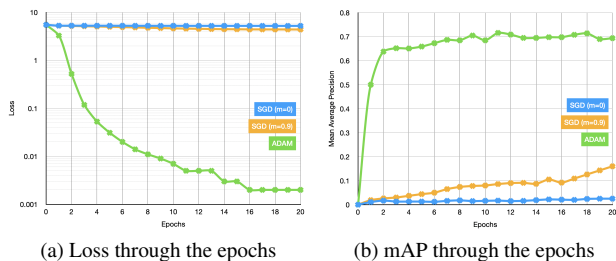 10
1
0.1
0.01
0.001
Loss
0 2 4 6 8 10 12 14 16 18 20
Epochs
SGD (m=0)
SGD (m=0.9)
ADAM
(a) Loss through the epochs
0.8
0.7
0.6
0.5
0.4
0.3
0.2
0.1
0
Mean Average Precision
0 2 4 6 8 10 12 14 16 18 20
Epochs
SGD (m=0)
SGD (m=0.9)
ADAM
(b) mAP through the epochs